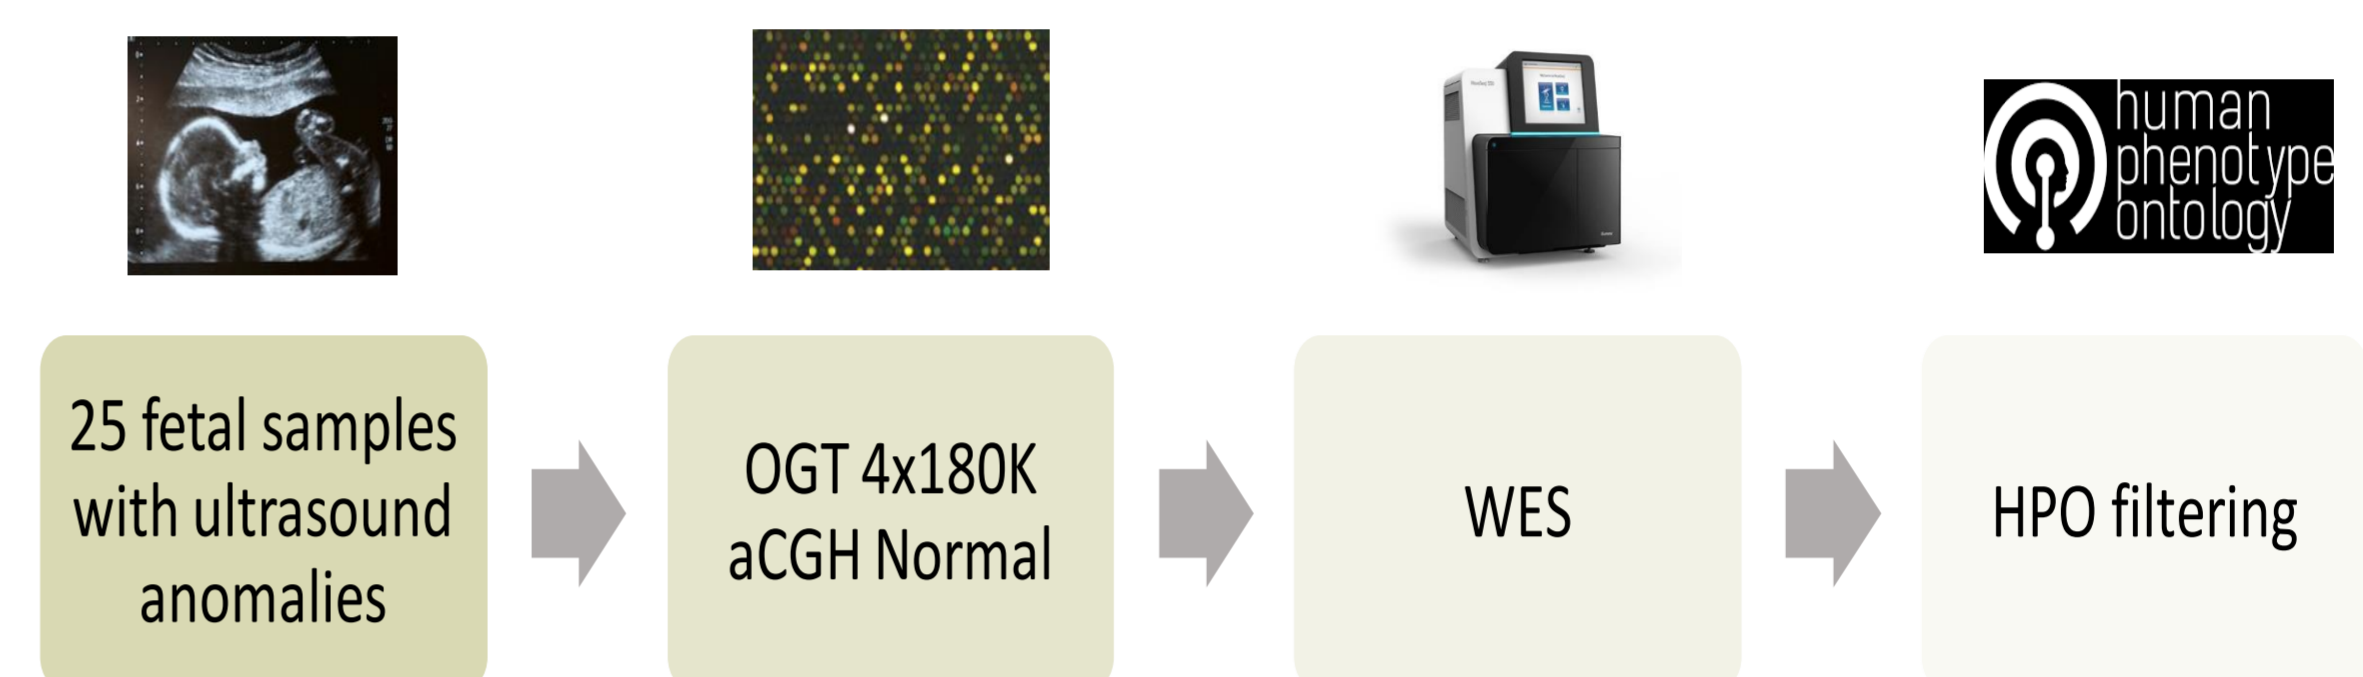 human
phenotype
ontology
25 fetal samples
with ultrasound
anomalies
OGT 4x180K
aCGH Normal
WES
HPO filtering